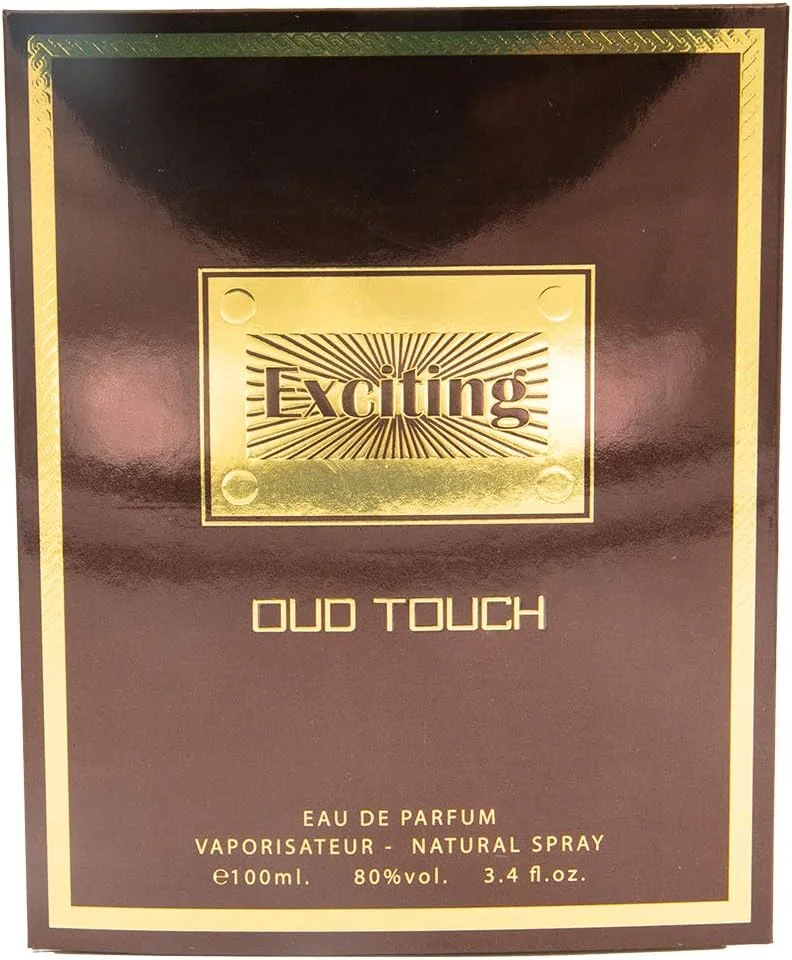 Exciting
OUD TOUCH
EAU DE PARFUM
VAPORISATEUR - NATURAL SPRAY
℮100ml. 80%vol. 3.4 fl.oz.